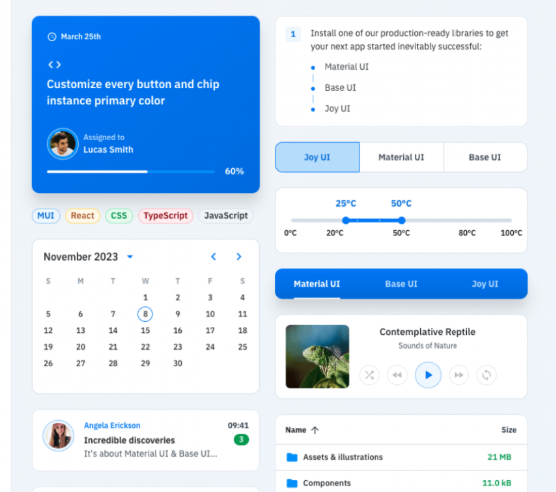 March 25th
Customize every button and chip
instance primary color
Assigned to
Lucas Smith
60%
MUI React CSS TypeScript JavaScript
November 2023
S M T W T F S
1 2 3 4
5 6 7 8 9 10 11
12 13 14 15 16 17 18
19 20 21 22 23 24 25
26 27 28 29 30
Angela Erickson 09:41
Incredible discoveries 3
It's about Material UI & Base UI...
1 Install one of our production-ready libraries to get
your next app started inevitably successful:
Material UI
Base UI
Joy UI
Joy UI Material UI Base UI
25°C 50°C
0°C 20°C 50°C 80°C 100°C
Material UI Base UI Joy UI
Contemplative Reptile
Sounds of Nature
Name Size
Assets & illustrations 21 MB
Components 11.0 kB